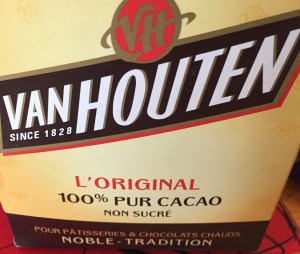 VH
VAN HOUTEN
SINCE 1828
L'ORIGINAL
100% PUR CACAO
NON SUCRÉ
POUR PÂTISSERIES & CHOCOLATS CHAUDS
NOBLE-TRADITION